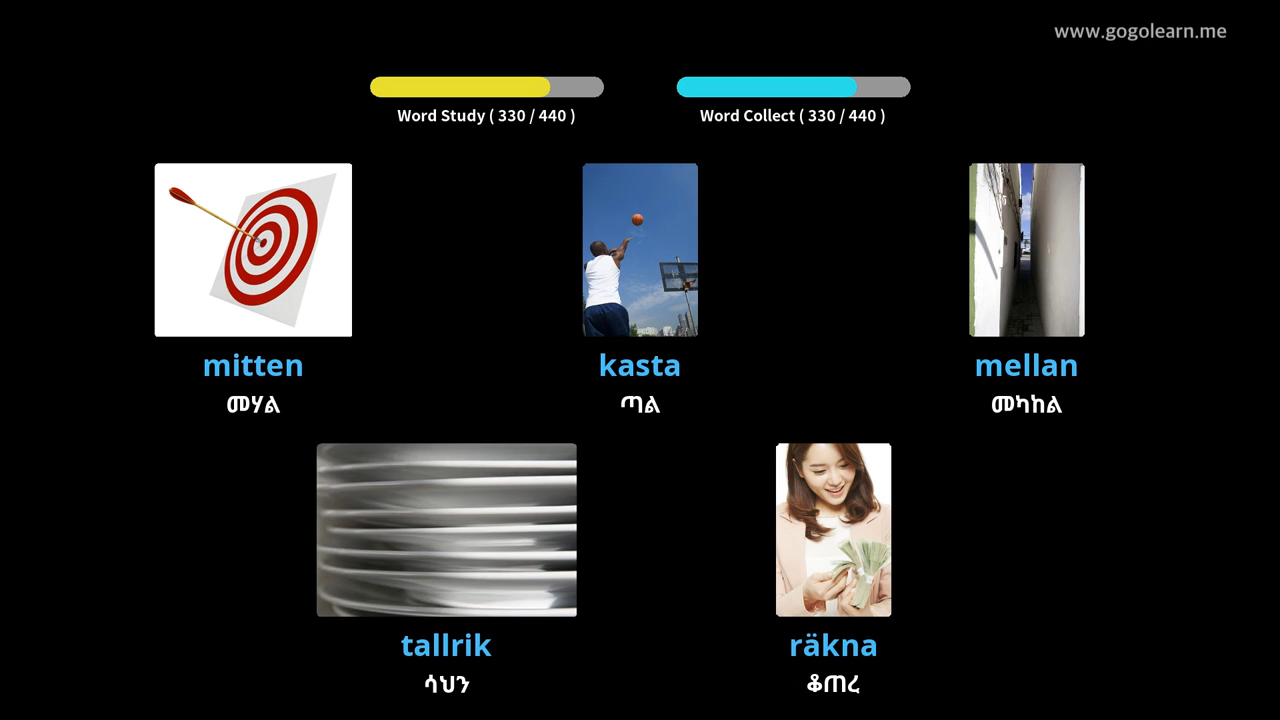 www.gogolearn.me
Word Study ( 330 / 440 )
Word Collect ( 330 / 440 )
mitten
መሃል
kasta
ጣል
mellan
መካከል
tallrik
ሳህን
räkna
ቆጠረ